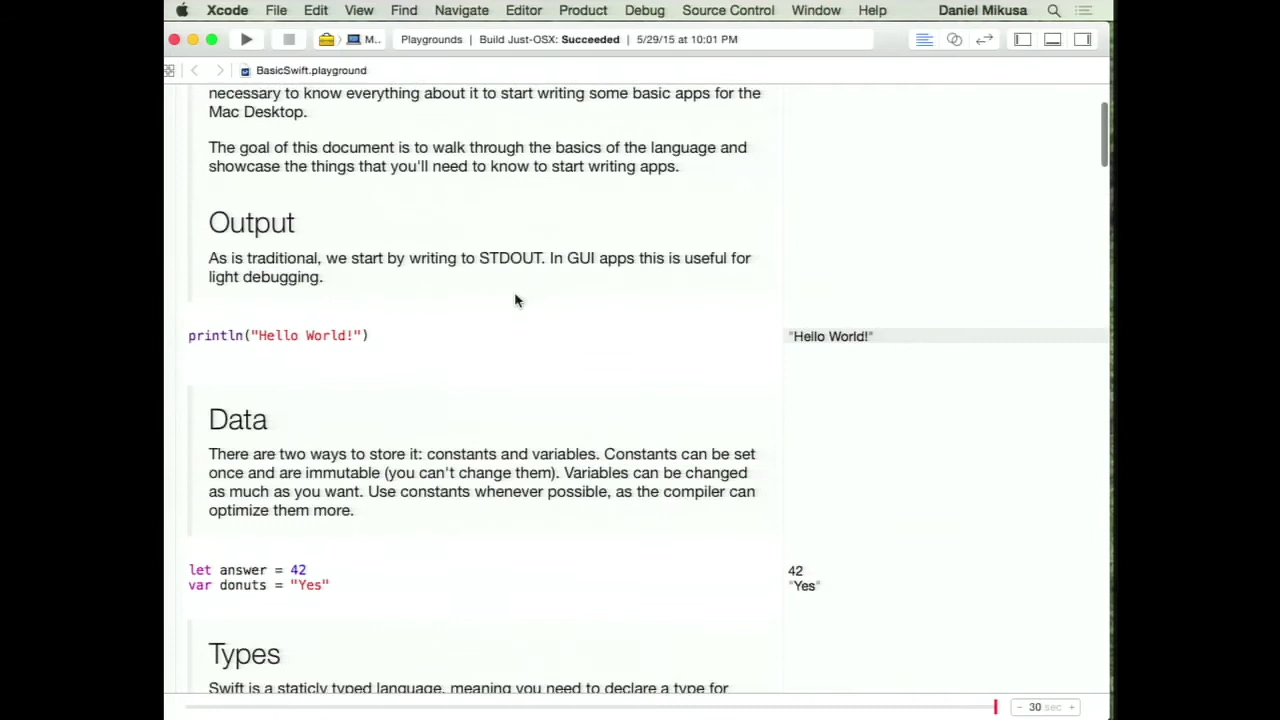 Xcode File Edit View Find Navigate Editor Product Debug Source Control Window Help Daniel Mikusa
M.. Playgrounds | Build Just-OSX: Succeeded | 5/29/15 at 10:01 PM
BasicSwift.playground
necessary to know everything about it to start writing some basic apps for the
Mac Desktop.
The goal of this document is to walk through the basics of the language and
showcase the things that you'll need to know to start writing apps.
Output
As is traditional, we start by writing to STDOUT. In GUI apps this is useful for
light debugging.
println("Hello World!") "Hello World!"
Data
There are two ways to store it: constants and variables. Constants can be set
once and are immutable (you can't change them). Variables can be changed
as much as you want. Use constants whenever possible, as the compiler can
optimize them more.
let answer = 42 42
var donuts = "Yes" "Yes"
Types
Swift is a staticly typed language, meaning you need to declare a type for
- 30 sec +